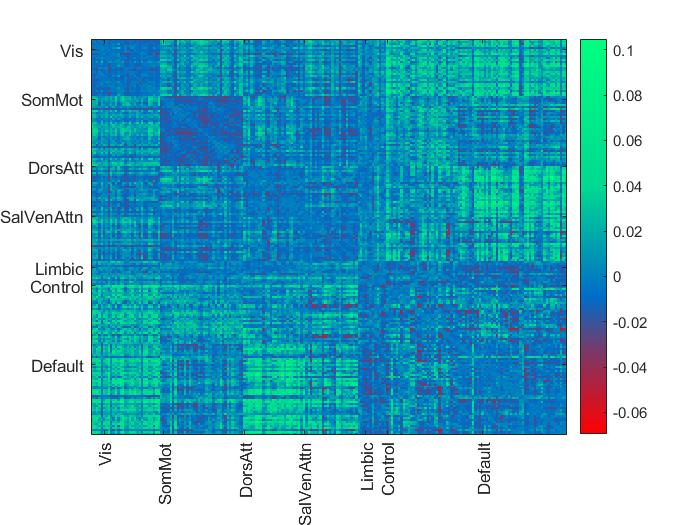 Vis
SomMot
DorsAtt
SalVenAttn
Limbic
Control
Default
0.1
0.08
0.06
0.04
0.02
0
-0.02
-0.04
-0.06
Vis
SomMot
DorsAtt
SalVenAttn
Limbic
Control
Default